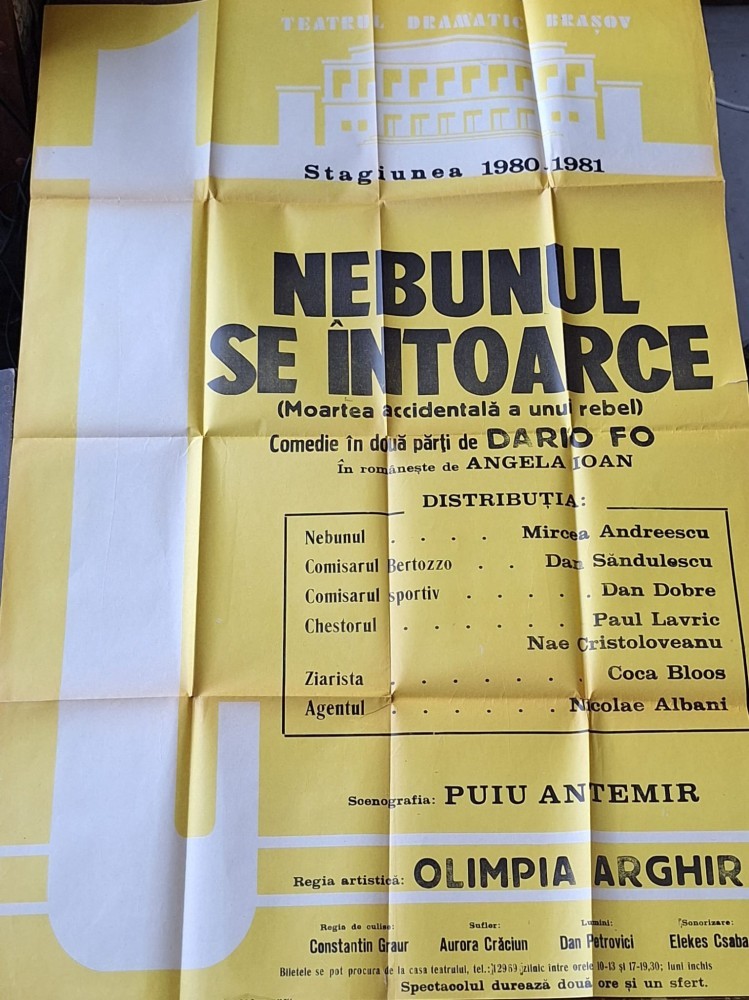 TEATRUL DRAMATIC BRAȘOV
Stagiunea 1980-1981
NEBUNUL
SE ÎNTOARCE
(Moartea accidentală a unui rebel)
Comedie în două părți de DARIO FO
În românește de ANGELA IOAN
DISTRIBUȚIA:
Nebunul . . . . Mircea Andreescu
Comisarul Bertozzo . . Dan Săndulescu
Comisarul sportiv . . . . . Dan Dobre
Chestorul . . . . . . Paul Lavric
Nae Cristoloveanu
Ziarista . . . . . . . Coca Bloos
Agentul . . . . . . Nicolae Albani
Scenografia: PUIU ANTEMIR
Regia artistică: OLIMPIA ARGHIR
Regia de culise: Sufler: Lumini: Sonorizare:
Constantin Graur Aurora Crăciun Dan Petrovici Elekes Csaba
Biletele se pot procura de la casa teatrului, tel.: 12969 zilnic între orele 10-13 și 17-19,30; luni închis
Spectacolul durează două ore și un sfert.